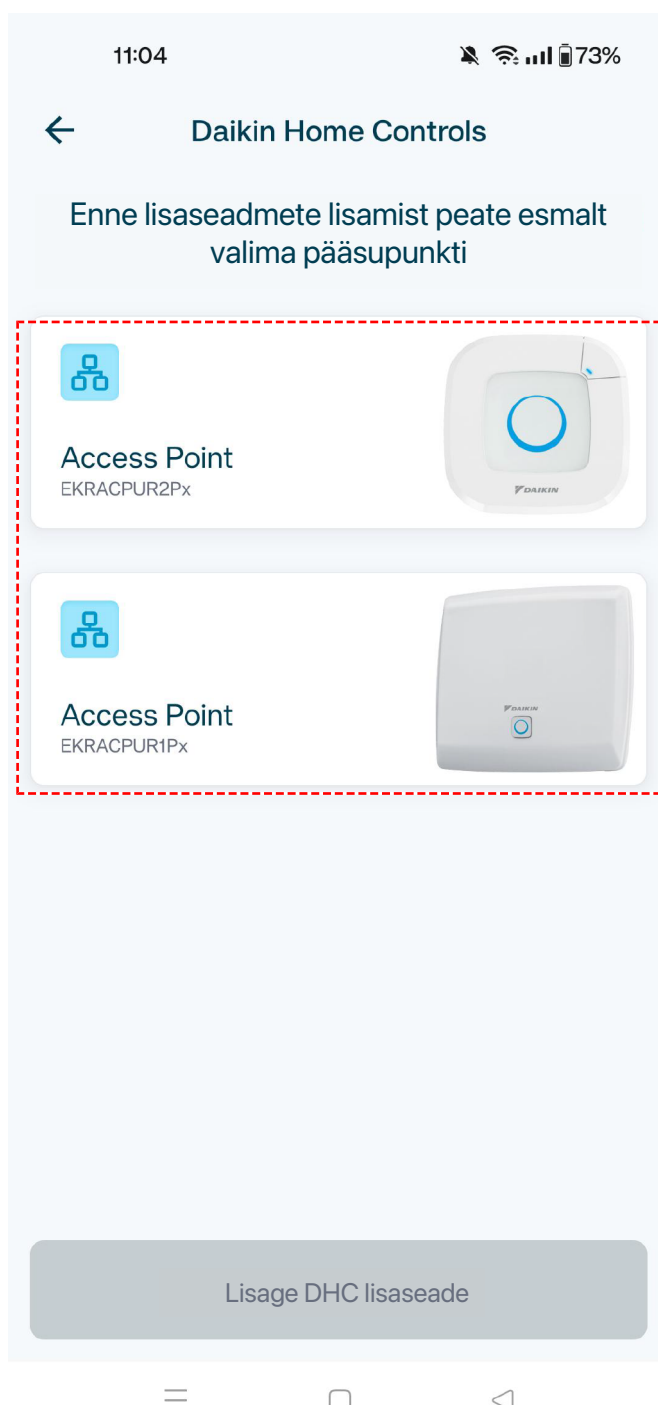 11:04
73%
Daikin Home Controls
Enne lisaseadmete lisamist peate esmalt
valima pääsupunkti
Access Point
EKRACPUR2Px
DAIKIN
Access Point
EKRACPUR1Px
DAIKIN
Lisage DHC lisaseade